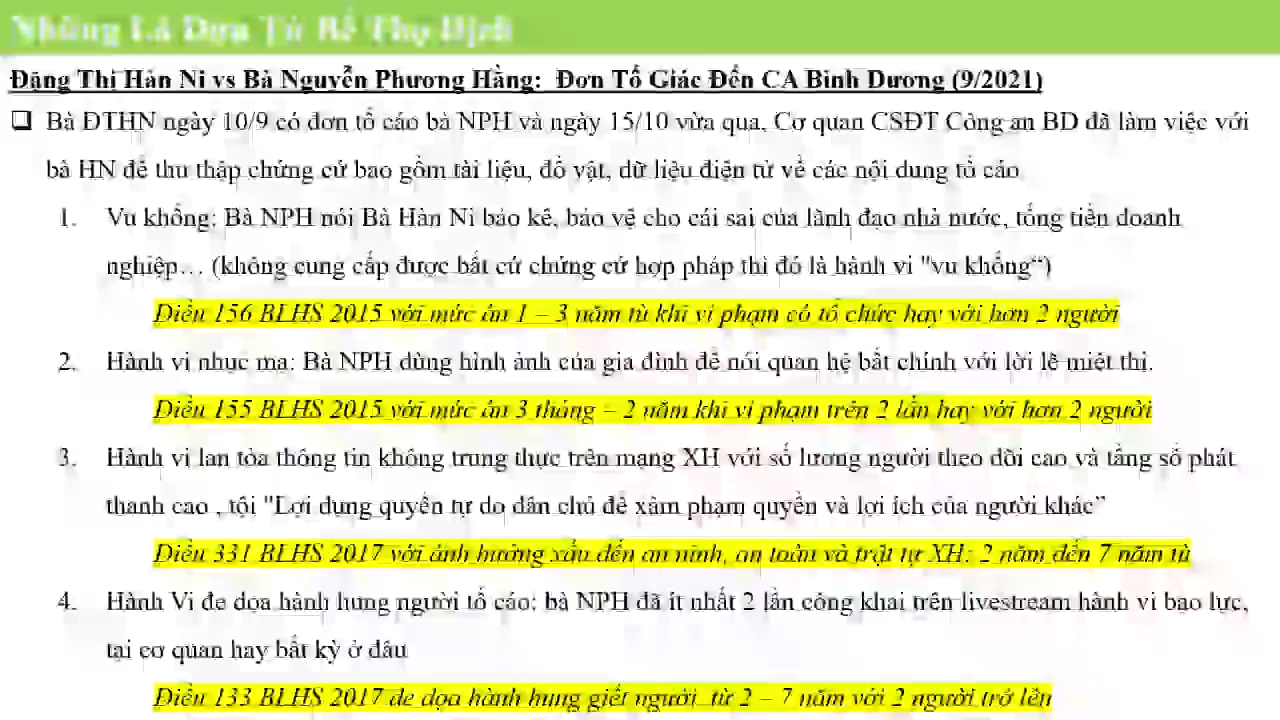 Những Lá Đơn Từ Bề Thọ Địch
Đặng Thị Hàn Ni vs Bà Nguyễn Phương Hằng: Đơn Tố Giác Đến CA Bình Dương (9/2021)
❑ Bà ĐTHN ngày 10/9 có đơn tố cáo bà NPH và ngày 15/10 vừa qua, Cơ quan CSĐT Công an BD đã làm việc với
bà HN để thu thập chứng cứ bao gồm tài liệu, đồ vật, dữ liệu điện tử về các nội dung tố cáo
1. Vu khống: Bà NPH nói Bà Hàn Ni bảo kê, bảo vệ cho cái sai của lãnh đạo nhà nước, tống tiền doanh
nghiệp… (không cung cấp được bất cứ chứng cứ hợp pháp thì đó là hành vi "vu khống“)
Điều 156 BLHS 2015 với mức án 1 – 3 năm tù khi vi phạm có tổ chức hay với hơn 2 người
2. Hành vi nhục mạ: Bà NPH dùng hình ảnh của gia đình để nói quan hệ bất chính với lời lẽ miệt thị.
Điều 155 BLHS 2015 với mức án 3 tháng – 2 năm khi vi phạm trên 2 lần hay với hơn 2 người
3. Hành vi lan tỏa thông tin không trung thực trên mạng XH với số lương người theo dõi cao và tằng số phát
thanh cao , tội "Lợi dụng quyền tự do dân chủ để xâm phạm quyền và lợi ích của người khác”
Điều 331 BLHS 2017 với ảnh hưởng xấu đến an ninh, an toàn và trật tự XH: 2 năm đến 7 năm tù
4. Hành Vi đe dọa hành hung người tố cáo: bà NPH đã ít nhất 2 lần công khai trên livestream hành vi bạo lực,
tại cơ quan hay bất kỳ ở đâu
Điều 133 BLHS 2017 đe dọa hành hung giết người từ 2 – 7 năm với 2 người trở lên